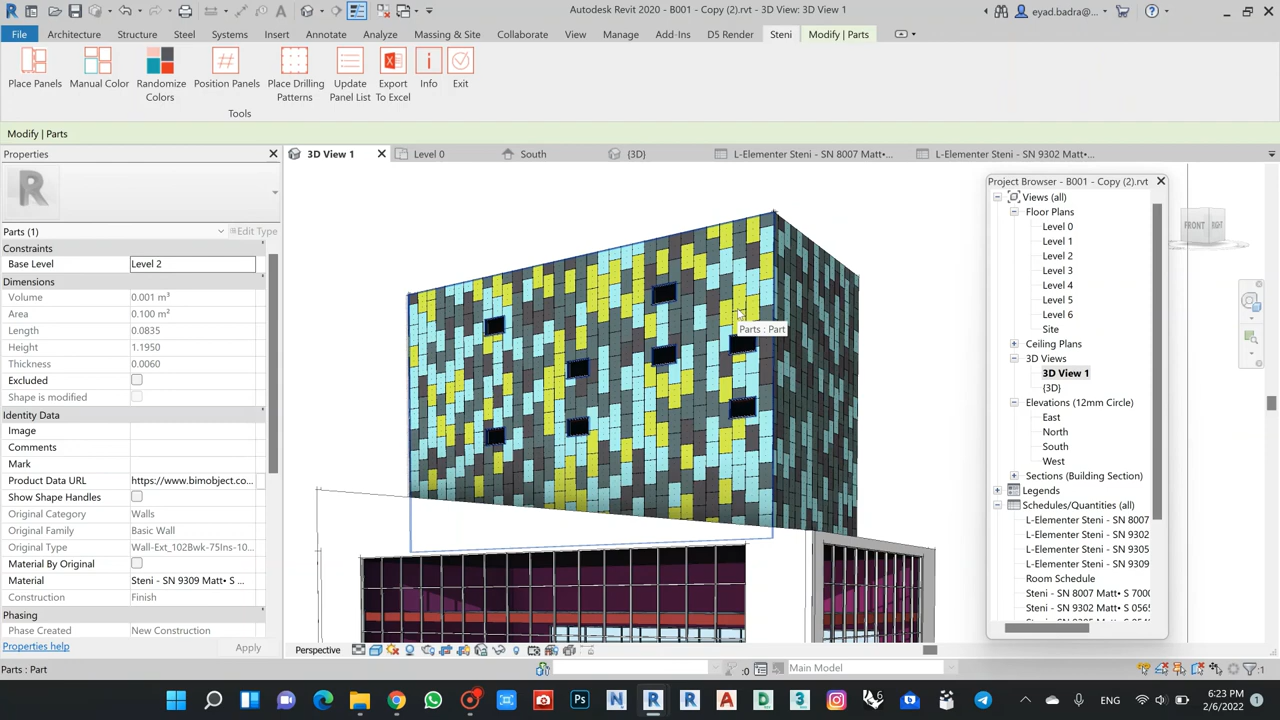 Autodesk Revit 2020 - B001 - Copy (2).rvt - 3D View: 3D View 1
eyad.badra@...
File Architecture Structure Steel Systems Insert Annotate Analyze Massing & Site Collaborate View Manage Add-Ins D5 Render Steni Modify | Parts
Place Panels Manual Color Randomize Colors Position Panels Place Drilling Patterns Update Panel List Export To Excel Info Exit
Tools
Modify | Parts
Properties
3D View 1 Level 0 South {3D} L-Elementer Steni - SN 8007 Matt•... L-Elementer Steni - SN 9302 Matt•...
Parts (1) Edit Type
Constraints
Base Level Level 2
Dimensions
Volume 0.001 m³
Area 0.100 m²
Length 0.0835
Height 1.1950
Thickness 0.0060
Excluded
Shape is modified
Identity Data
Image
Comments
Mark
Product Data URL https://www.bimobject.co...
Show Shape Handles
Original Category Walls
Original Family Basic Wall
Original Type Wall-Ext_102Bwk-75Ins-10...
Material By Original
Material Steni - SN 9309 Matt• S ...
Construction Finish
Phasing
Phase Created New Construction
Properties help Apply
Parts : Part
FRONT RIGHT
Project Browser - B001 - Copy (2).rvt
Views (all)
Floor Plans
Level 0
Level 1
Level 2
Level 3
Level 4
Level 5
Level 6
Site
Ceiling Plans
3D Views
3D View 1
{3D}
Elevations (12mm Circle)
East
North
South
West
Sections (Building Section)
Legends
Schedules/Quantities (all)
L-Elementer Steni - SN 8007
L-Elementer Steni - SN 9302
L-Elementer Steni - SN 9305
L-Elementer Steni - SN 9309
Room Schedule
Steni - SN 8007 Matt• S 7000
Steni - SN 9302 Matt• S 0565
Perspective
Parts : Part :0 Main Model :1
ENG 6:23 PM
2/6/2022